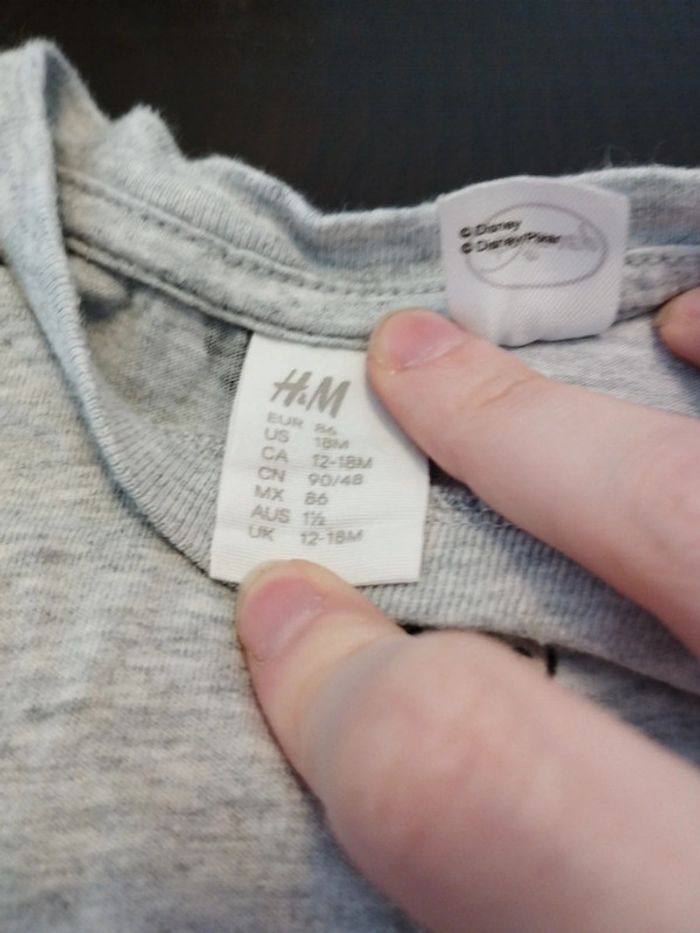 © Disney
© Disney/Pixar
H&M
EUR 86
US 18M
CA 12-18M
CN 90/48
MX 86
AUS 1½
UK 12-18M